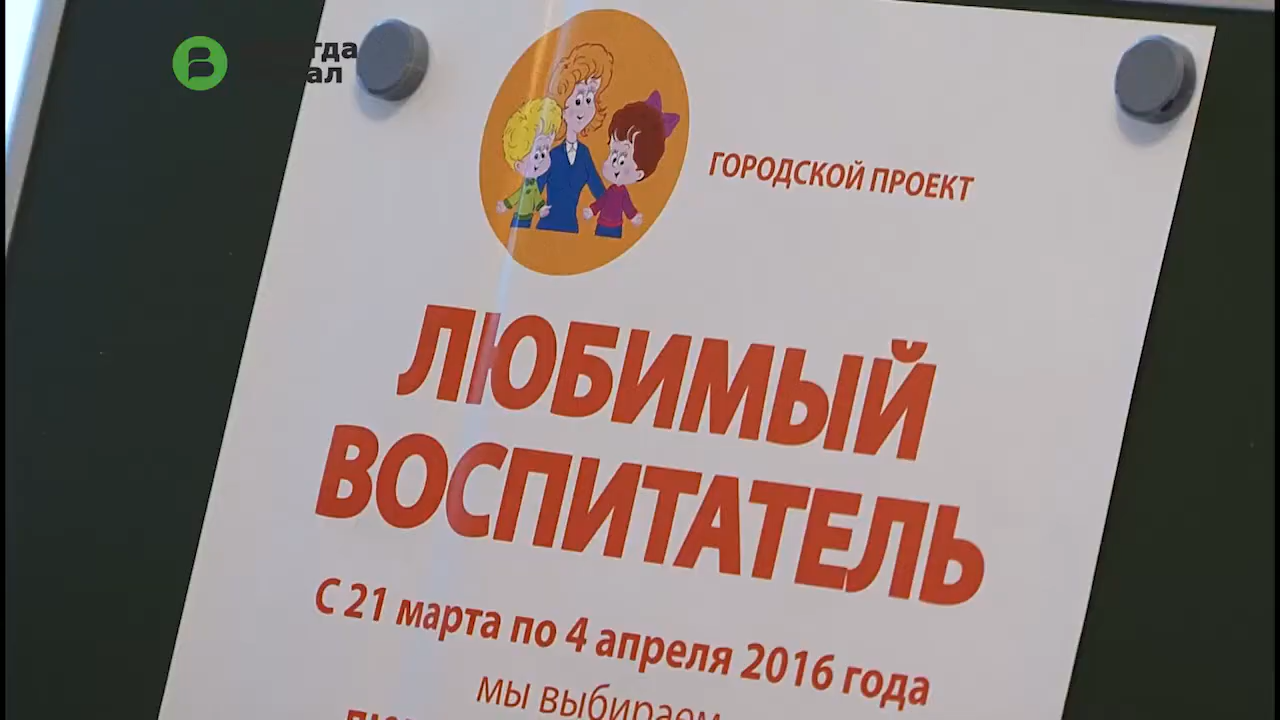 ГОРОДСКОЙ ПРОЕКТ
ЛЮБИМЫЙ
ВОСПИТАТЕЛЬ
С 21 марта по 4 апреля 2016 года
мы выбираем